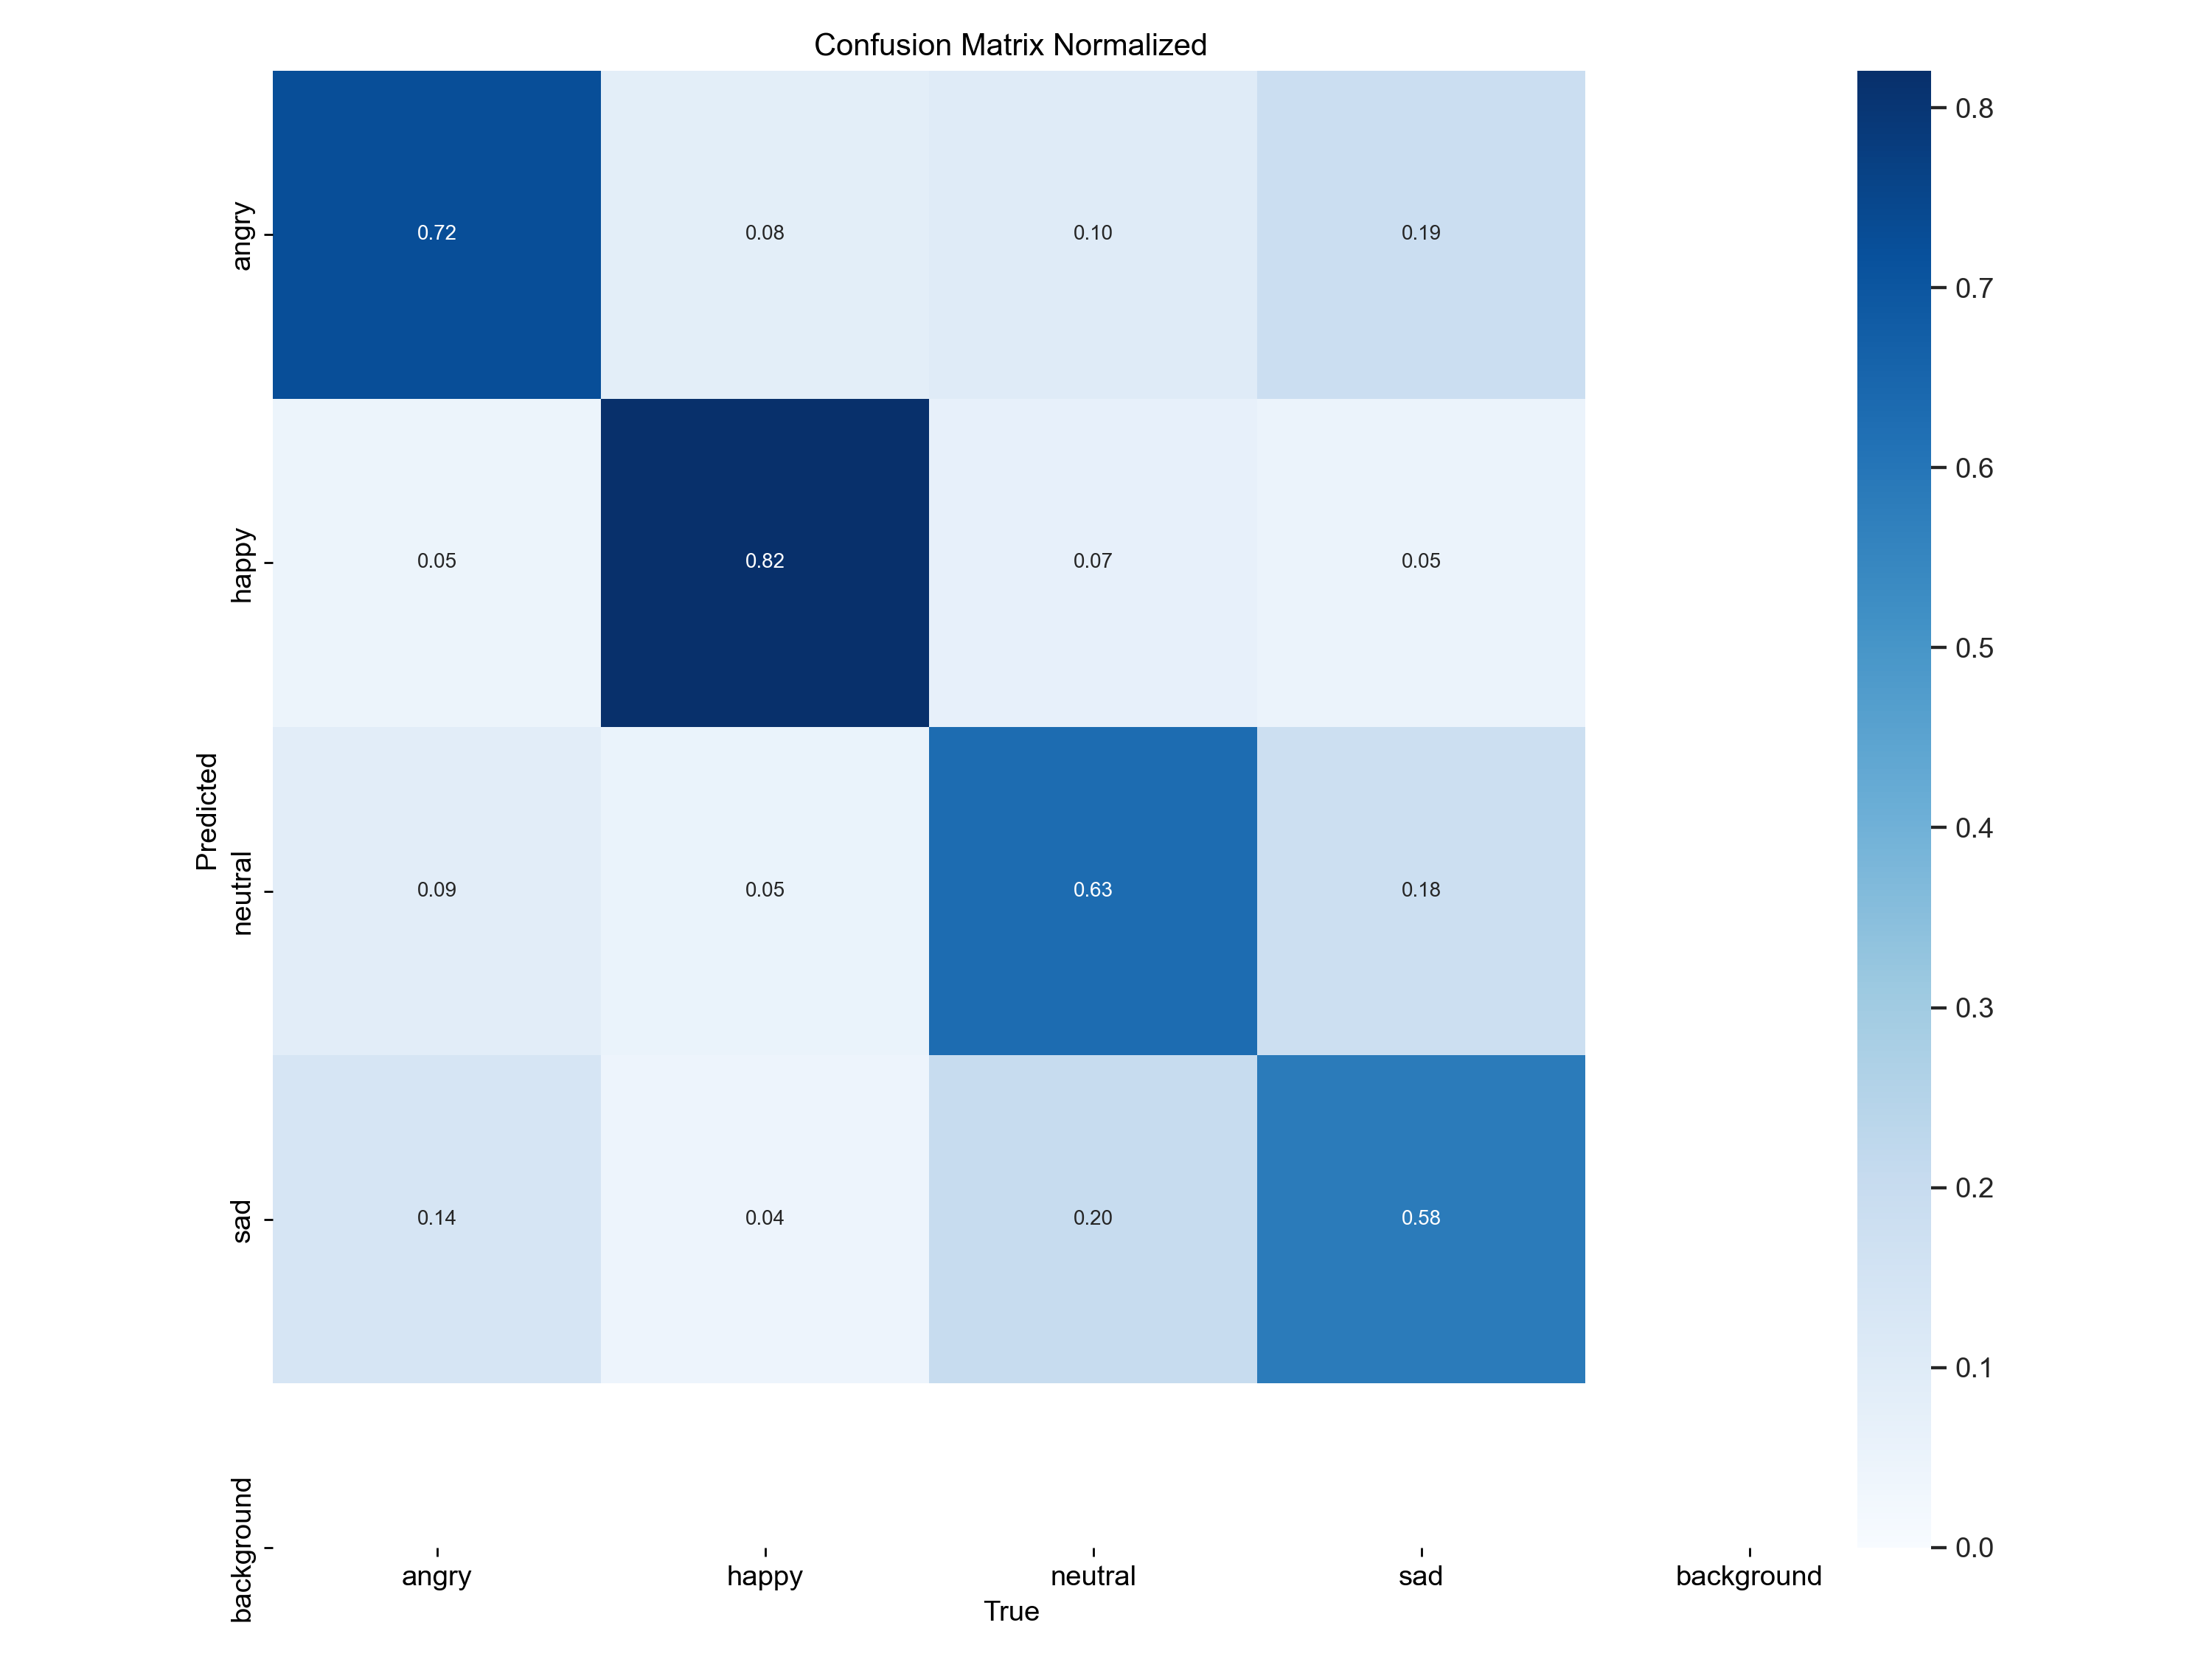 Confusion Matrix Normalized
Predicted
angry 0.72 0.08 0.10 0.19
happy 0.05 0.82 0.07 0.05
neutral 0.09 0.05 0.63 0.18
sad 0.14 0.04 0.20 0.58
background
angry happy neutral sad background
True
0.8
0.7
0.6
0.5
0.4
0.3
0.2
0.1
0.0